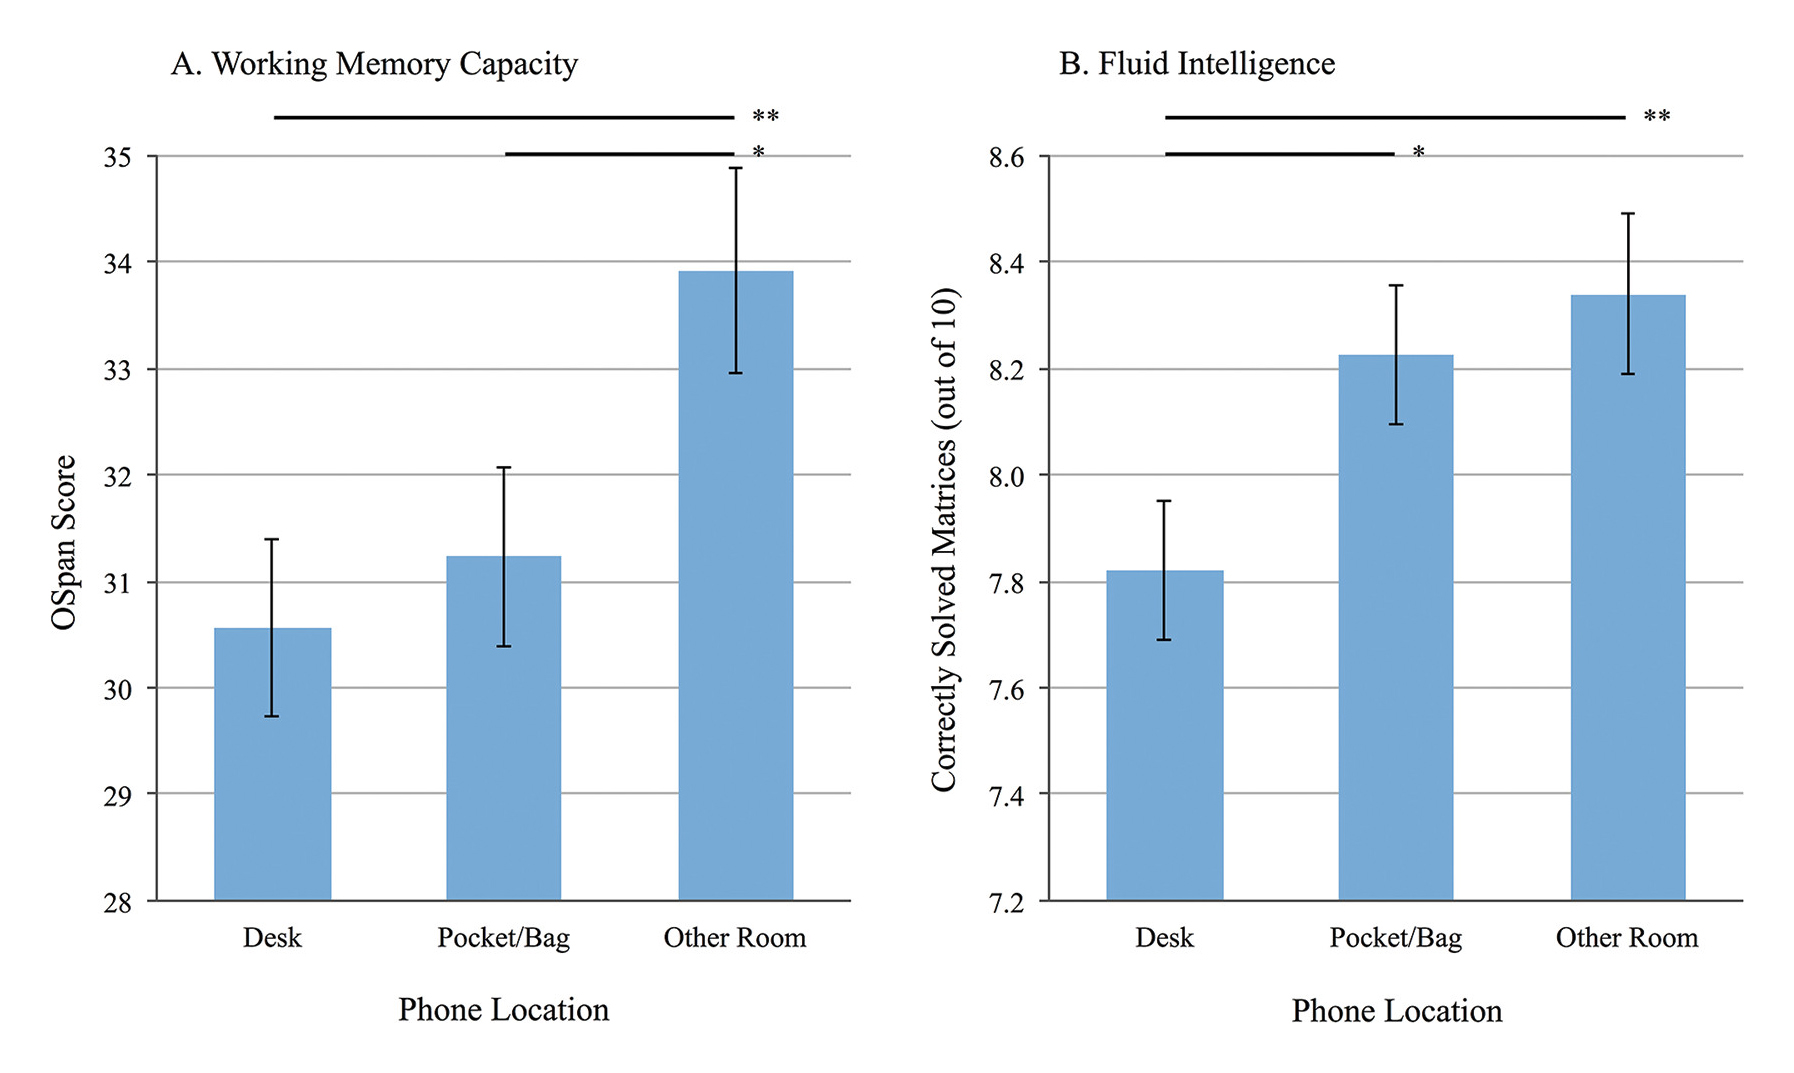 A. Working Memory Capacity
**
*
35
34
33
32
31
30
29
28
OSpan Score
Desk
Pocket/Bag
Other Room
Phone Location
B. Fluid Intelligence
**
*
8.6
8.4
8.2
8.0
7.8
7.6
7.4
7.2
Correctly Solved Matrices (out of 10)
Desk
Pocket/Bag
Other Room
Phone Location